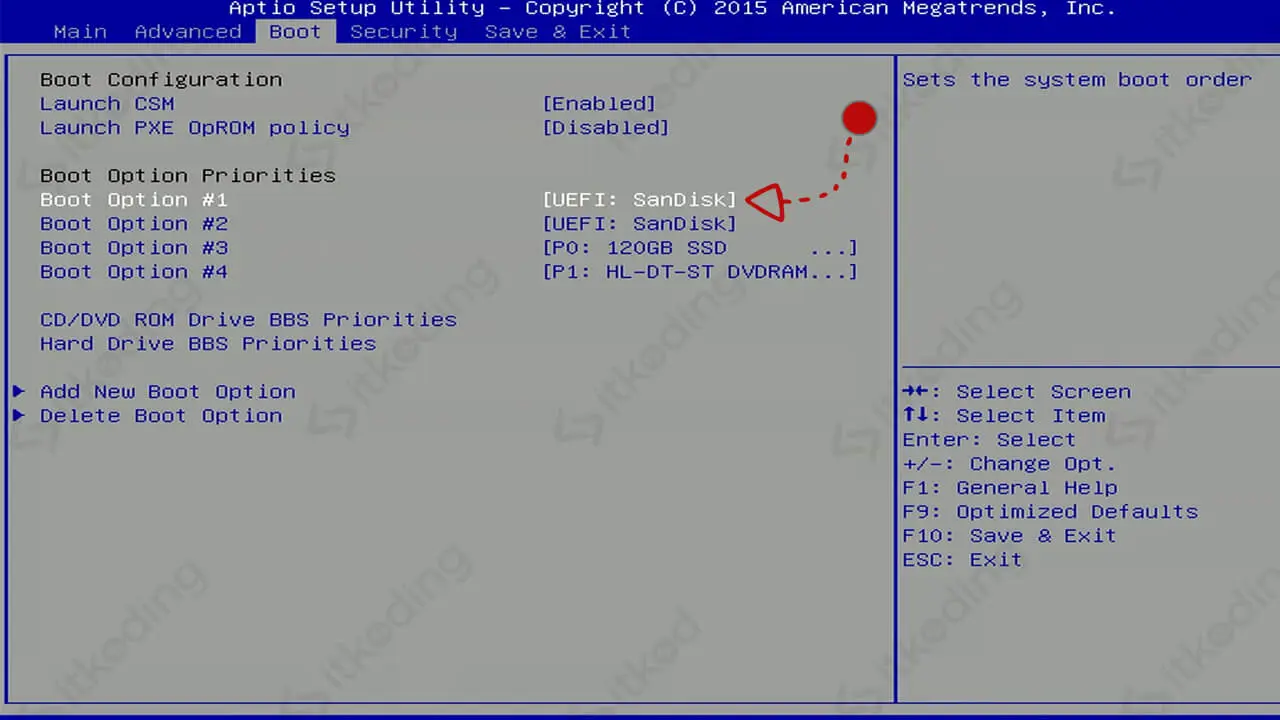 Aptio Setup Utility – Copyright (C) 2015 American Megatrends, Inc.
Main Advanced Boot Security Save & Exit
Boot Configuration
Launch CSM [Enabled]
Launch PXE OpROM policy [Disabled]
Boot Option Priorities
Boot Option #1 [UEFI: SanDisk]
Boot Option #2 [UEFI: SanDisk]
Boot Option #3 [P0: 120GB SSD ...]
Boot Option #4 [P1: HL-DT-ST DVDRAM...]
CD/DVD ROM Drive BBS Priorities
Hard Drive BBS Priorities
Add New Boot Option
Delete Boot Option
Sets the system boot order
→←: Select Screen
↑↓: Select Item
Enter: Select
+/-: Change Opt.
F1: General Help
F9: Optimized Defaults
F10: Save & Exit
ESC: Exit
itkoding